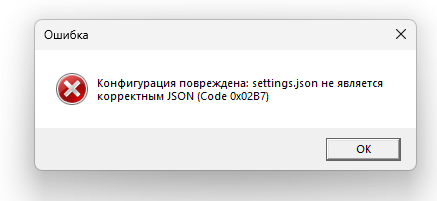 Ошибка
Конфигурация повреждена: settings.json не является
корректным JSON (Code 0x02B7)
OK